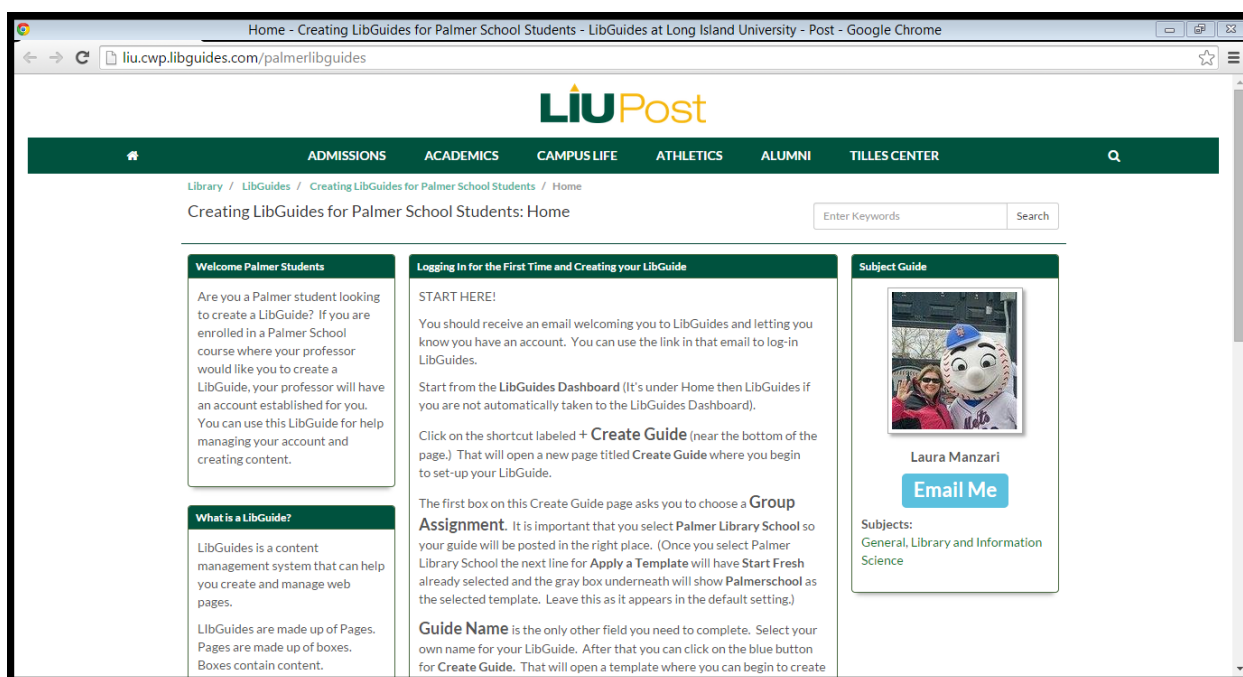 Home - Creating LibGuides for Palmer School Students - LibGuides at Long Island University - Post - Google Chrome
liu.cwp.libguides.com/palmerlibguides
LIU Post
ADMISSIONS ACADEMICS CAMPUS LIFE ATHLETICS ALUMNI TILLES CENTER
Library / LibGuides / Creating LibGuides for Palmer School Students / Home
Creating LibGuides for Palmer School Students: Home
Enter Keywords Search
Welcome Palmer Students
Are you a Palmer student looking
to create a LibGuide? If you are
enrolled in a Palmer School
course where your professor
would like you to create a
LibGuide, your professor will have
an account established for you.
You can use this LibGuide for help
managing your account and
creating content.
What is a LibGuide?
LibGuides is a content
management system that can help
you create and manage web
pages.
LIbGuides are made up of Pages.
Pages are made up of boxes.
Boxes contain content.
Logging In for the First Time and Creating your LibGuide
START HERE!
You should receive an email welcoming you to LibGuides and letting you
know you have an account. You can use the link in that email to log-in
LibGuides.
Start from the LibGuides Dashboard (It's under Home then LibGuides if
you are not automatically taken to the LibGuides Dashboard).
Click on the shortcut labeled + Create Guide (near the bottom of the
page.) That will open a new page titled Create Guide where you begin
to set-up your LibGuide.
The first box on this Create Guide page asks you to choose a Group
Assignment. It is important that you select Palmer Library School so
your guide will be posted in the right place. (Once you select Palmer
Library School the next line for Apply a Template will have Start Fresh
already selected and the gray box underneath will show Palmerschool as
the selected template. Leave this as it appears in the default setting.)
Guide Name is the only other field you need to complete. Select your
own name for your LibGuide. After that you can click on the blue button
for Create Guide. That will open a template where you can begin to create
Subject Guide
Mets
Laura Manzari
Email Me
Subjects:
General, Library and Information
Science